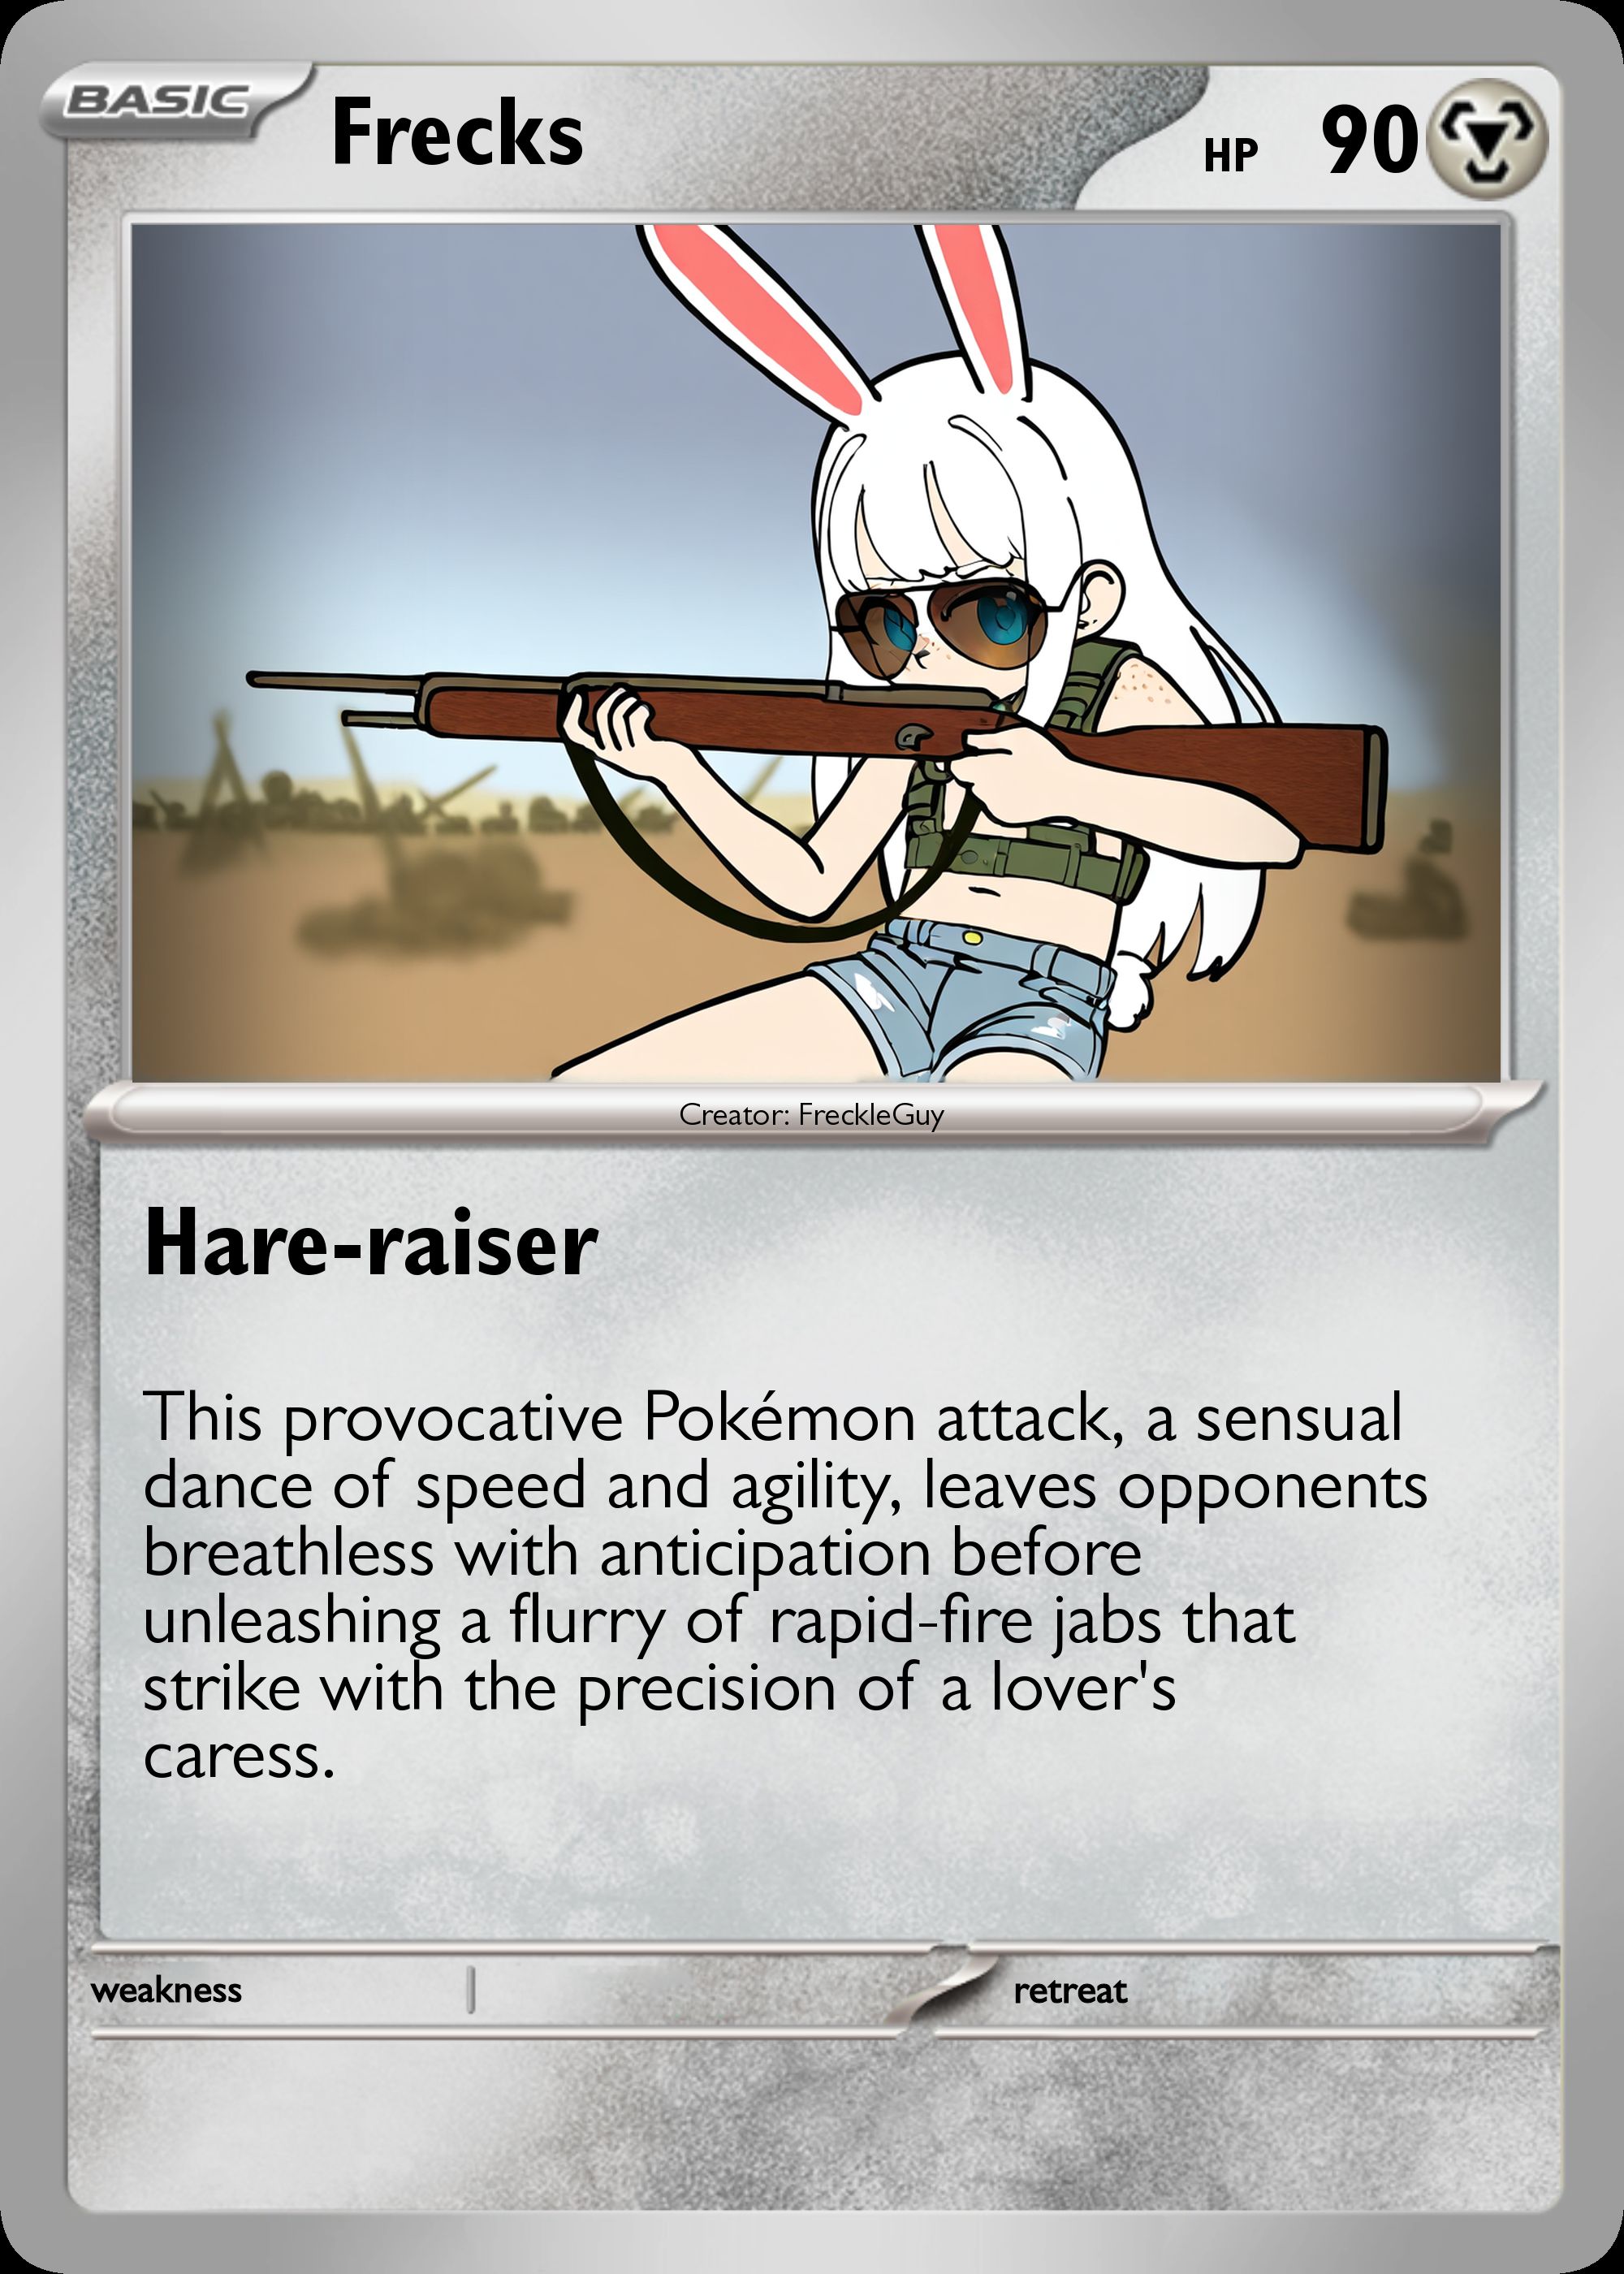 BASIC
Frecks
HP 90
Creator: FreckleGuy
Hare-raiser
This provocative Pokémon attack, a sensual
dance of speed and agility, leaves opponents
breathless with anticipation before
unleashing a flurry of rapid-fire jabs that
strike with the precision of a lover's
caress.
weakness
retreat